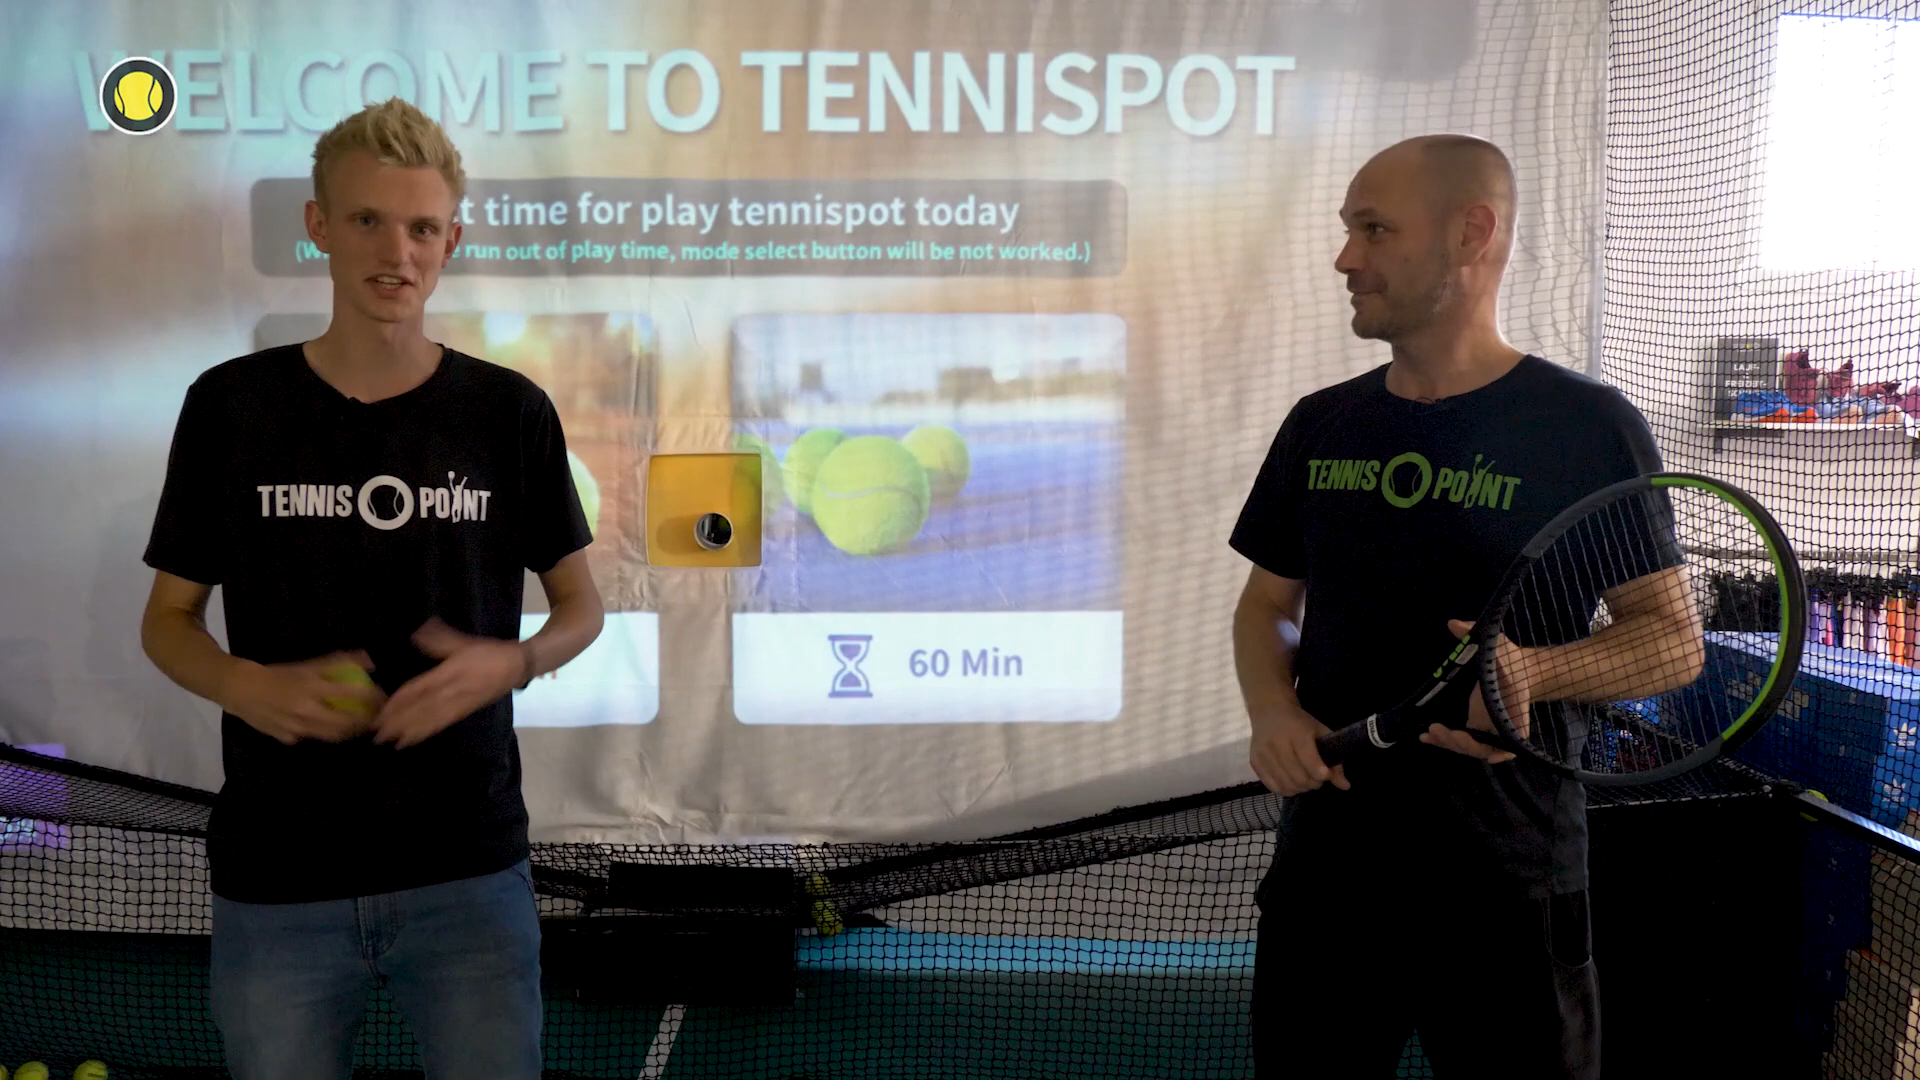 WELCOME TO TENNISPOT
t time for play tennispot today
run out of play time, mode select button will be not worked.)
60 Min
TENNIS POINT
TENNIS POINT